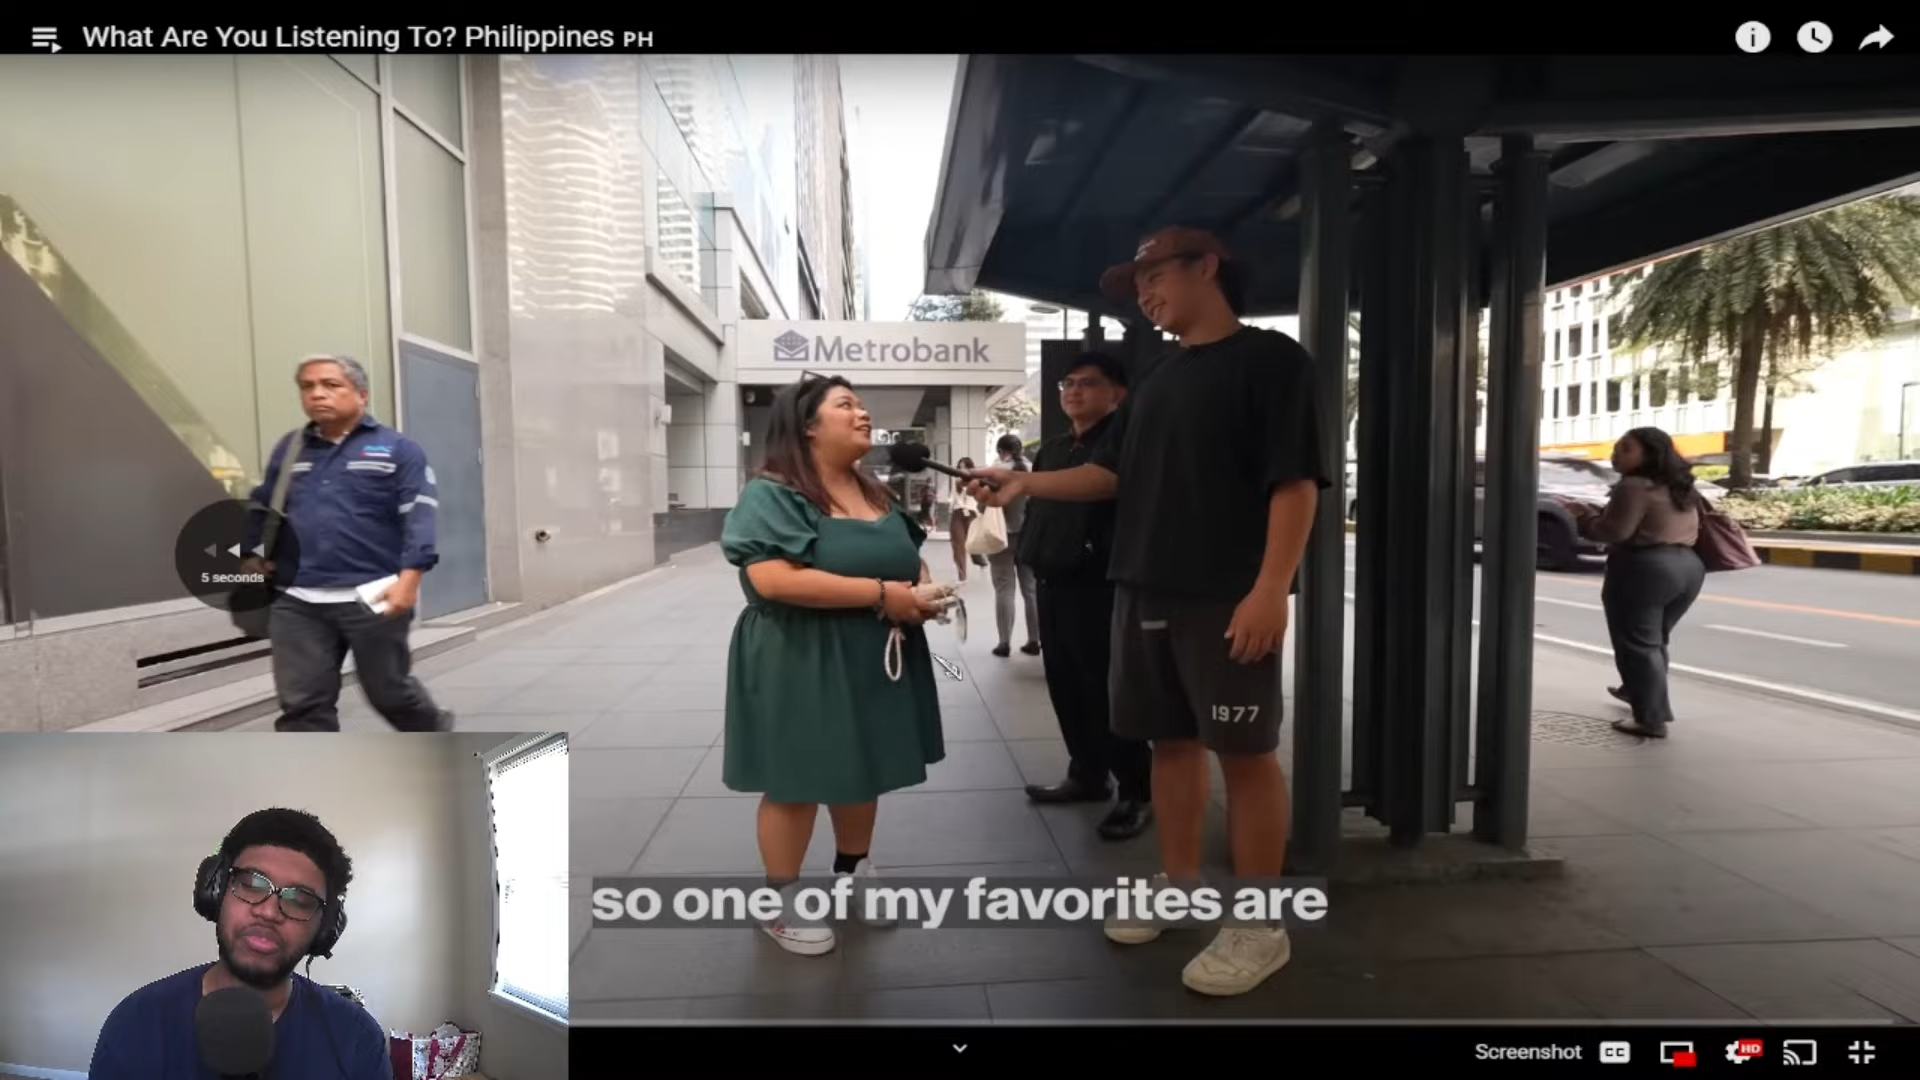 What Are You Listening To? Philippines PH
Metrobank
5 seconds
1977
so one of my favorites are
Screenshot
CC
HD